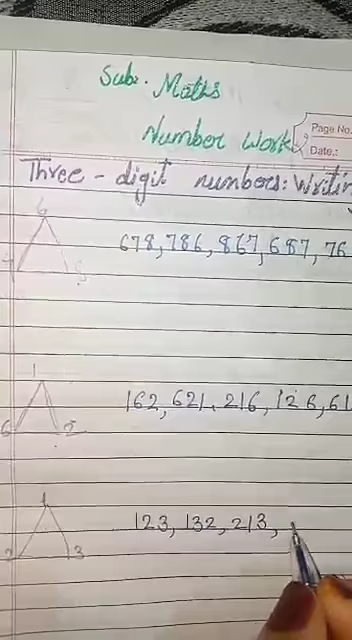 Sub:. Maths
Number Work
Page No.
Date.:
Three - digit numbers: Writin
6
7 8
678, 786, 867, 687, 76
1
6 2
162, 621, 216, 126, 61
1
2 3
123, 132, 213,